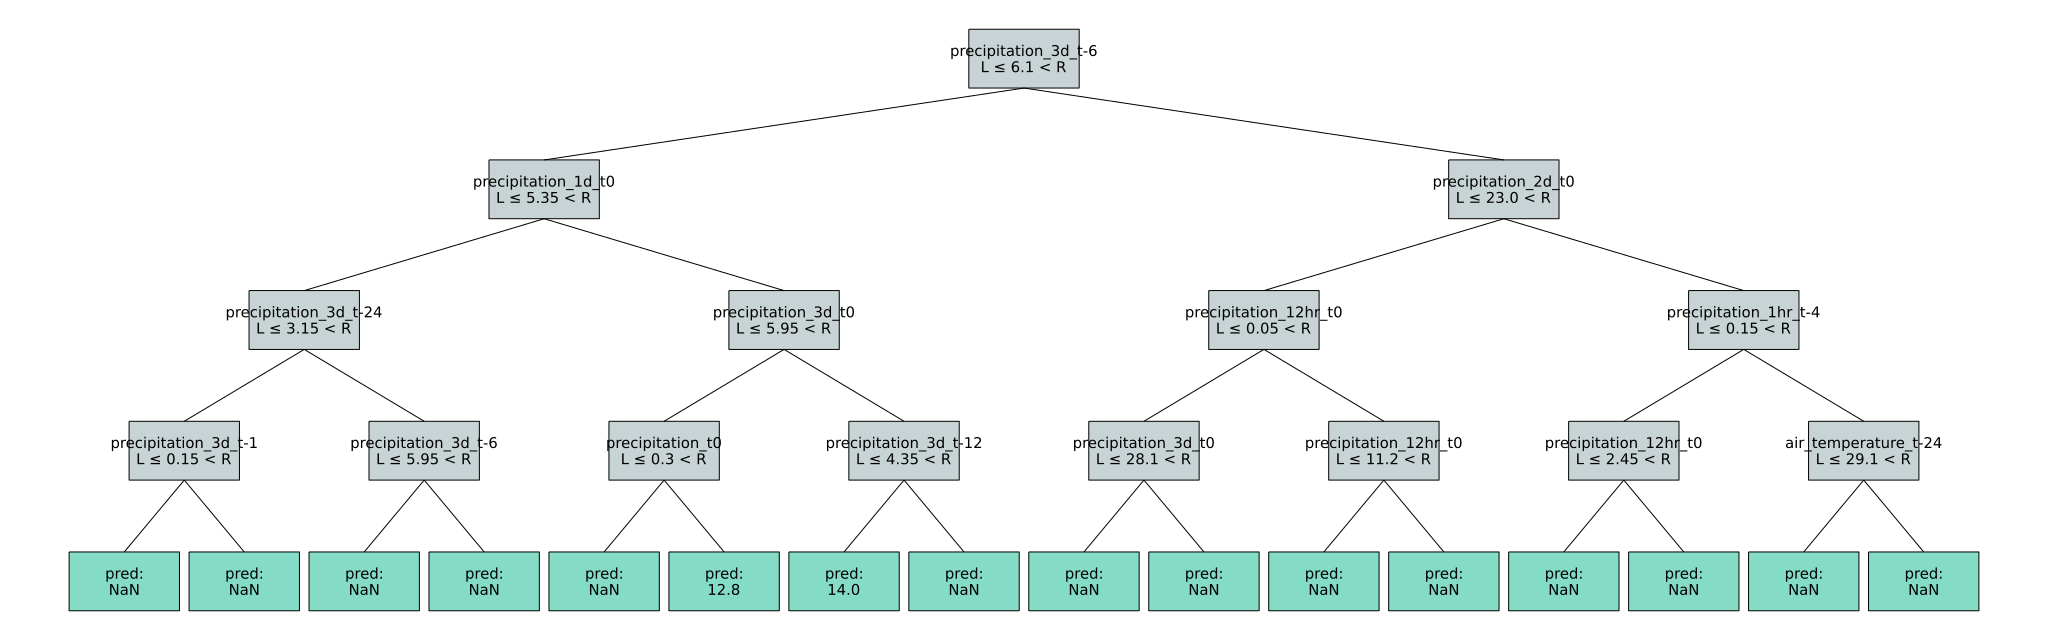 precipitation_3d_t-6
L ≤ 6.1 < R
precipitation_1d_t0
L ≤ 5.35 < R
precipitation_2d_t0
L ≤ 23.0 < R
precipitation_3d_t-24
L ≤ 3.15 < R
precipitation_3d_t0
L ≤ 5.95 < R
precipitation_12hr_t0
L ≤ 0.05 < R
precipitation_1hr_t-4
L ≤ 0.15 < R
precipitation_3d_t-1
L ≤ 0.15 < R
precipitation_3d_t-6
L ≤ 5.95 < R
precipitation_t0
L ≤ 0.3 < R
precipitation_3d_t-12
L ≤ 4.35 < R
precipitation_3d_t0
L ≤ 28.1 < R
precipitation_12hr_t0
L ≤ 11.2 < R
precipitation_12hr_t0
L ≤ 2.45 < R
air_temperature_t-24
L ≤ 29.1 < R
pred:
NaN
pred:
NaN
pred:
NaN
pred:
NaN
pred:
NaN
pred:
12.8
pred:
14.0
pred:
NaN
pred:
NaN
pred:
NaN
pred:
NaN
pred:
NaN
pred:
NaN
pred:
NaN
pred:
NaN
pred:
NaN